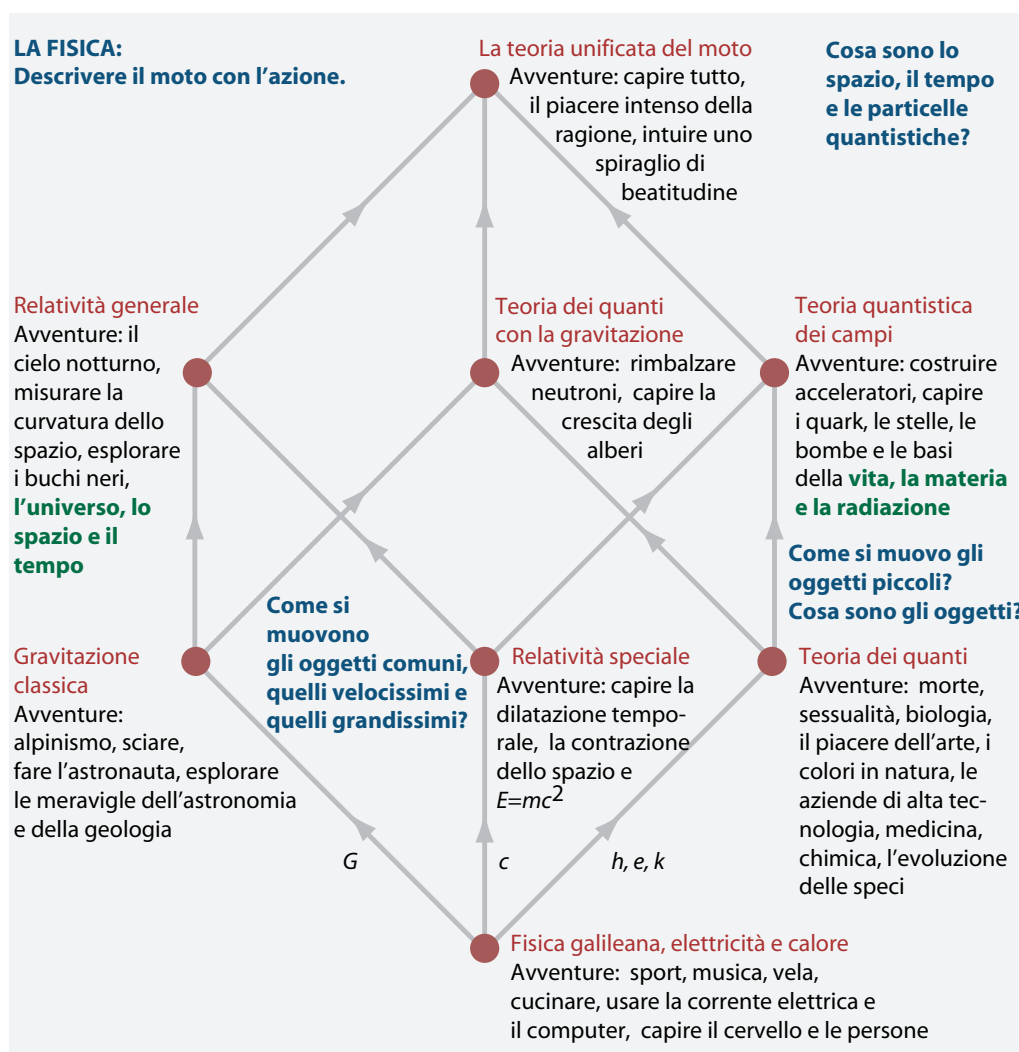 LA FISICA:
Descrivere il moto con l'azione.
La teoria unificata del moto
Avventure: capire tutto,
il piacere intenso della
ragione, intuire uno
spiraglio di
beatitudine
Cosa sono lo
spazio, il tempo
e le particelle
quantistiche?
Relatività generale
Avventure: il
cielo notturno,
misurare la
curvatura dello
spazio, esplorare
i buchi neri,
l'universo, lo
spazio e il
tempo
Teoria dei quanti
con la gravitazione
Avventure: rimbalzare
neutroni, capire la
crescita degli
alberi
Teoria quantistica
dei campi
Avventure: costruire
acceleratori, capire
i quark, le stelle, le
bombe e le basi
della vita, la materia
e la radiazione
Come si muovo gli
oggetti piccoli?
Cosa sono gli oggetti?
Come si
muovono
gli oggetti comuni,
quelli velocissimi e
quelli grandissimi?
Gravitazione
classica
Avventure:
alpinismo, sciare,
fare l'astronauta, esplorare
le meravigle dell'astronomia
e della geologia
Relatività speciale
Avventure: capire la
dilatazione tempo-
rale, la contrazione
dello spazio e
E=mc²
Teoria dei quanti
Avventure: morte,
sessualità, biologia,
il piacere dell'arte, i
colori in natura, le
aziende di alta tec-
nologia, medicina,
chimica, l'evoluzione
delle speci
G
c
h, e, k
Fisica galileana, elettricità e calore
Avventure: sport, musica, vela,
cucinare, usare la corrente elettrica e
il computer, capire il cervello e le persone